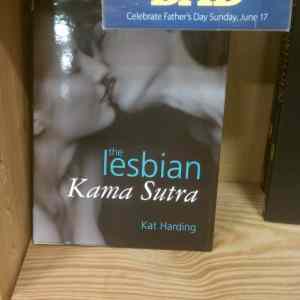 DAD
Celebrate Father's Day Sunday, June 17
the
lesbian
Kama Sutra
Kat Harding